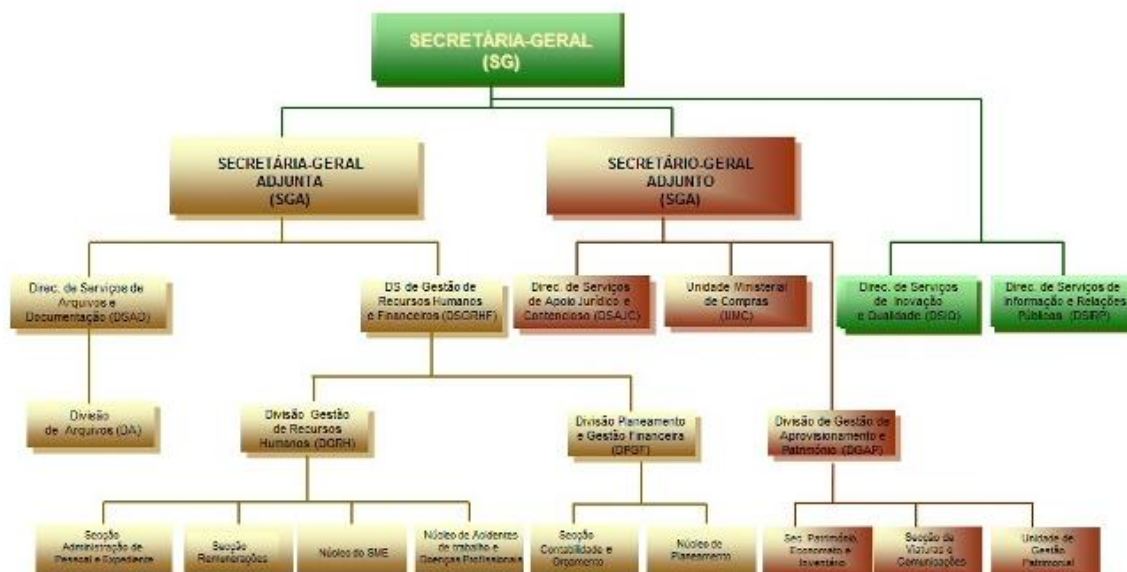 SECRETÁRIA-GERAL
(SG)
SECRETÁRIA-GERAL
ADJUNTA
(SGA)
SECRETÁRIO-GERAL
ADJUNTO
(SGA)
Direc. de Serviços de
Arquivos e
Documentação (DSAD)
DS de Gestão de
Recursos Humanos
e Financeiros (DSGRHF)
Direc. de Serviços
de Apoio Jurídico e
Contencioso (DSAJC)
Unidade Ministerial
de Compras
(UMC)
Direc. de Serviços
de Inovação
e Qualidade (DSIQ)
Direc. de Serviços de
Informação e Relações
Públicas (DSIRP)
Divisão
de Arquivos (DA)
Divisão Gestão
de Recursos
Humanos (DGRH)
Divisão Planeamento
e Gestão Financeira
(DPGF)
Divisão de Gestão de
Aprovisionamento e
Património (DGAP)
Secção
Administração de
Pessoal e Expediente
Secção
Remunerações
Núcleo do SME
Núcleo de Acidentes
de trabalho e
Doenças Profissionais
Secção
Contabilidade e
Orçamento
Núcleo de
Planeamento
Sec. Património,
Economato e
Inventário
Secção de
Viaturas e
Comunicações
Unidade de
Gestão
Patrimonial